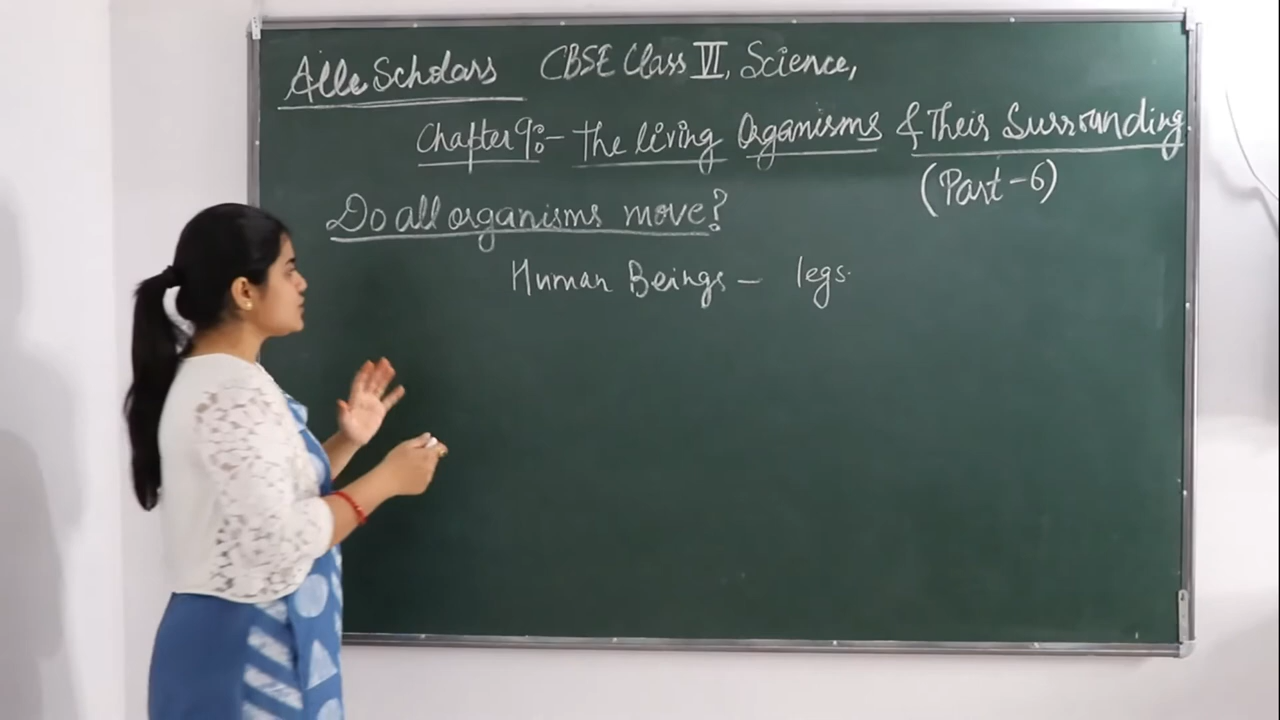 Alle Scholars CBSE Class VI, Science,
Chapter 9:- The living Organisms & Their Surrounding
(Part-6)
Do all organisms move?
Human Beings - legs.